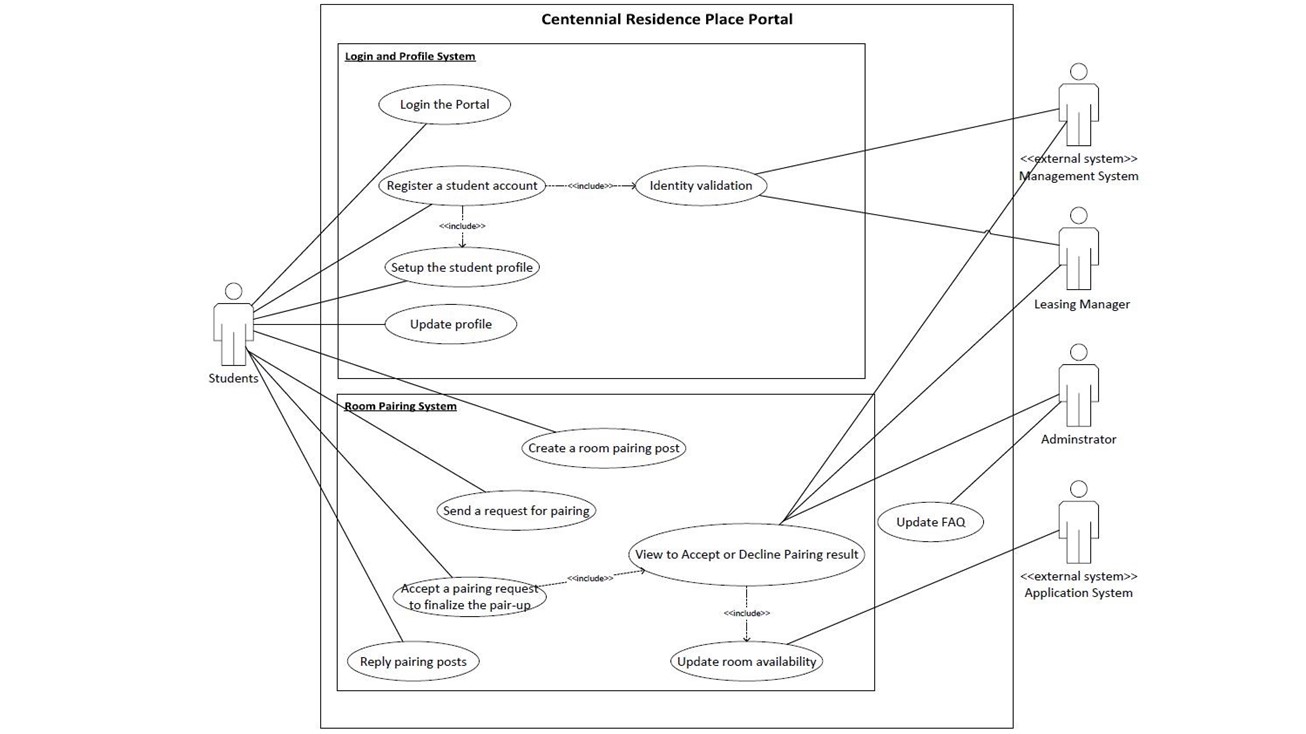 Centennial Residence Place Portal
Login and Profile System
Login the Portal
Register a student account
<<include>>
Identity validation
<<include>>
Setup the student profile
Update profile
Students
<<external system>>
Management System
Leasing Manager
Adminstrator
<<external system>>
Application System
Room Pairing System
Create a room pairing post
Send a request for pairing
Update FAQ
View to Accept or Decline Pairing result
Accept a pairing request
to finalize the pair-up
<<include>>
<<include>>
Reply pairing posts
Update room availability